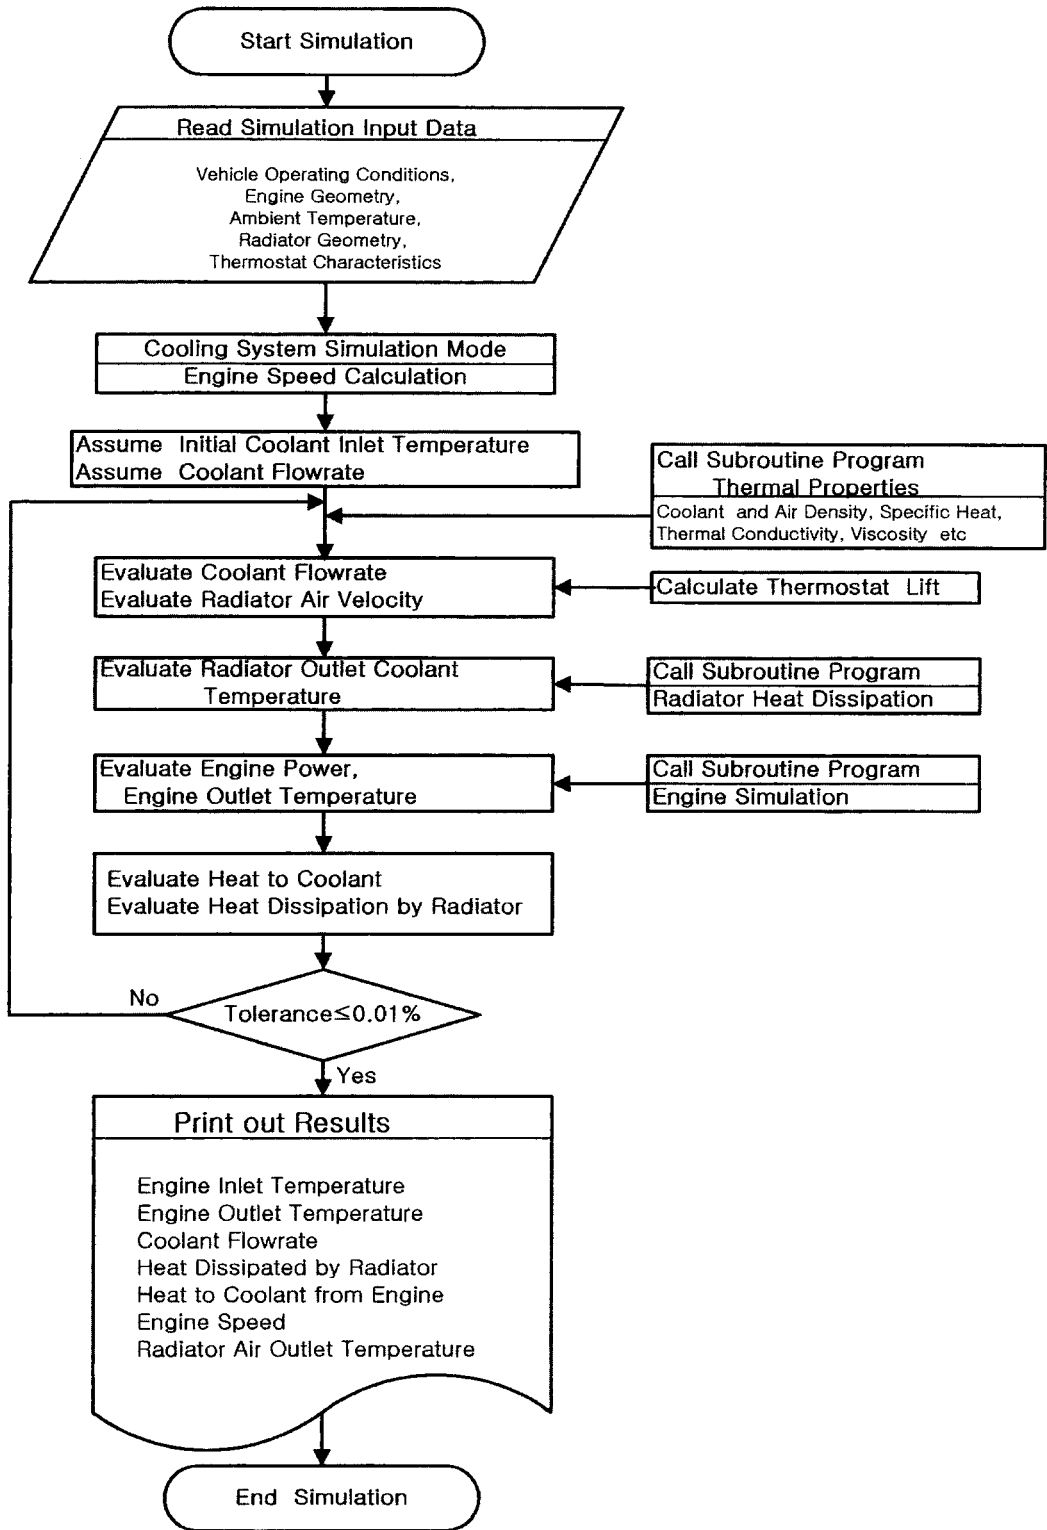 Start Simulation
Read Simulation Input Data
Vehicle Operating Conditions,
Engine Geometry,
Ambient Temperature,
Radiator Geometry,
Thermostat Characteristics
Cooling System Simulation Mode
Engine Speed Calculation
Assume Initial Coolant Inlet Temperature
Assume Coolant Flowrate
Call Subroutine Program
Thermal Properties
Coolant and Air Density, Specific Heat,
Thermal Conductivity, Viscosity etc
Evaluate Coolant Flowrate
Evaluate Radiator Air Velocity
Calculate Thermostat Lift
Evaluate Radiator Outlet Coolant
Temperature
Call Subroutine Program
Radiator Heat Dissipation
Evaluate Engine Power,
Engine Outlet Temperature
Call Subroutine Program
Engine Simulation
Evaluate Heat to Coolant
Evaluate Heat Dissipation by Radiator
No
Tolerance≤0.01%
Yes
Print out Results
Engine Inlet Temperature
Engine Outlet Temperature
Coolant Flowrate
Heat Dissipated by Radiator
Heat to Coolant from Engine
Engine Speed
Radiator Air Outlet Temperature
End Simulation